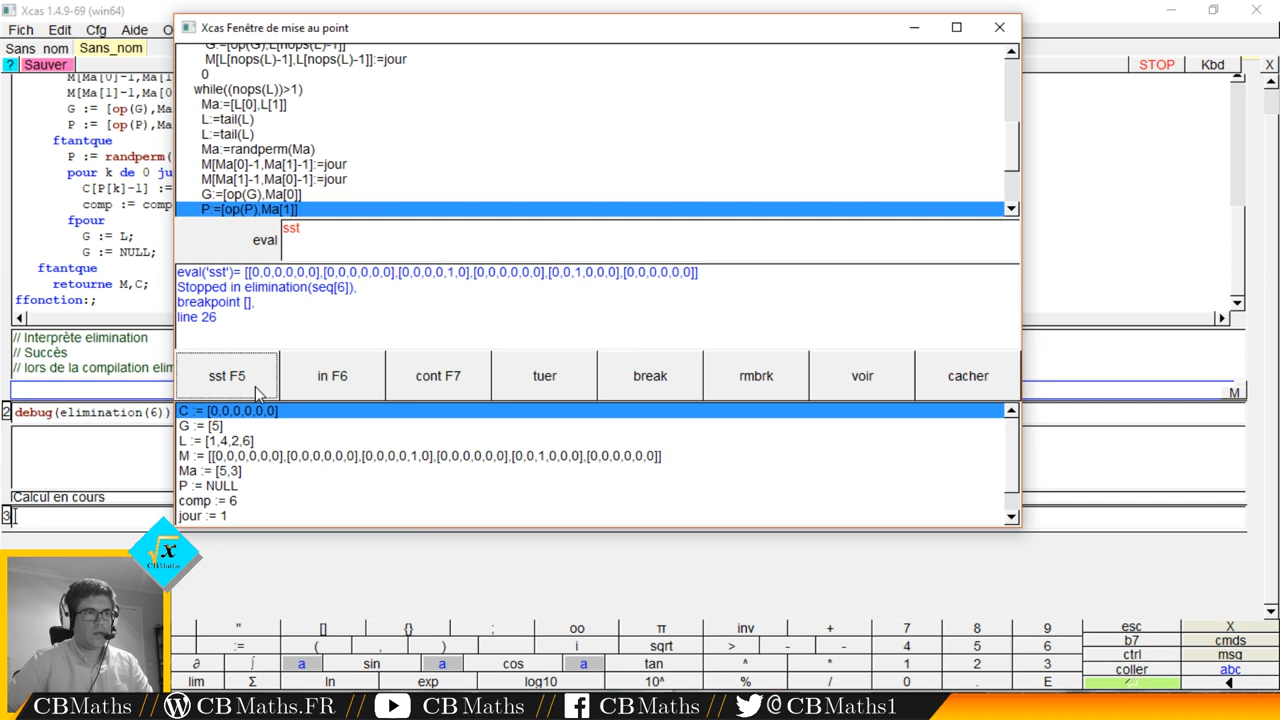 Xcas 1.4.9-69 (win64)
Fich Edit Cfg Aide
Sans nom Sans_nom
? Sauver
STOP Kbd X
M[Ma[0]-1,Ma[1
M[Ma[1]-1,Ma[0
G := [op(G),Ma
P := [op(P),Ma
ftantque
P := randperm(
pour k de 0 ju
C[P[k]-1] :=
comp := comp
fpour
G := L;
G := NULL;
ftantque
retourne M,C;
ffonction:;
// Interprète elimination
// Succès
// lors de la compilation elim
M
2 debug(elimination(6))
Calcul en cours
3
Xcas Fenêtre de mise au point
G:=[op(G),L[nops(L)-1]]
M[L[nops(L)-1],L[nops(L)-1]]:=jour
0
while((nops(L))>1)
Ma:=[L[0],L[1]]
L:=tail(L)
L:=tail(L)
Ma:=randperm(Ma)
M[Ma[0]-1,Ma[1]-1]:=jour
M[Ma[1]-1,Ma[0]-1]:=jour
G:=[op(G),Ma[0]]
P:=[op(P),Ma[1]]
eval sst
eval('sst')= [[0,0,0,0,0,0],[0,0,0,0,0,0],[0,0,0,0,1,0],[0,0,0,0,0,0],[0,0,1,0,0,0],[0,0,0,0,0,0]]
Stopped in elimination(seq[6]),
breakpoint [],
line 26
sst F5 in F6 cont F7 tuer break rmbrk voir cacher
C := [0,0,0,0,0,0]
G := [5]
L := [1,4,2,6]
M := [[0,0,0,0,0,0],[0,0,0,0,0,0],[0,0,0,0,1,0],[0,0,0,0,0,0],[0,0,1,0,0,0],[0,0,0,0,0,0]]
Ma := [5,3]
P := NULL
comp := 6
jour := 1
√x
CBMaths
" [] {} ; oo π inv + 7 8 9 esc X
:= ( , ) i sqrt > - - 4 5 6 b7 cmds
∂ ∫ a sin a cos a tan ^ * 1 2 3 ctrl msg
coller abc
lim Σ ln exp log10 10^ % / 0 . E
CBMaths CBMaths.FR CBMaths CBMaths @CBMaths1